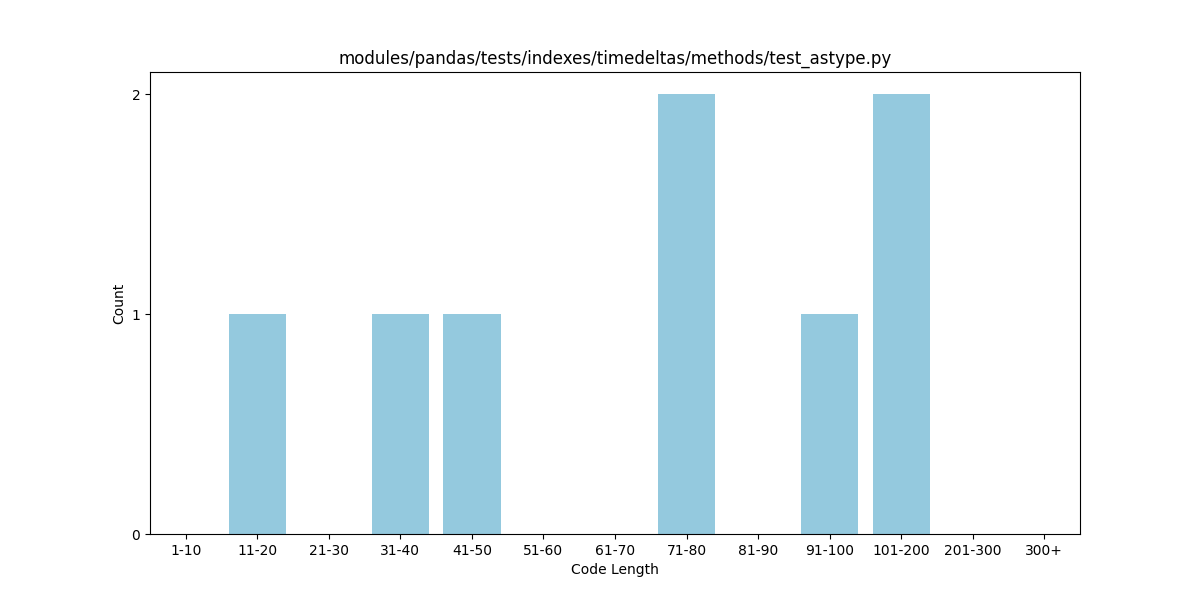 modules/pandas/tests/indexes/timedeltas/methods/test_astype.py
2
1
0
Count
1-10 11-20 21-30 31-40 41-50 51-60 61-70 71-80 81-90 91-100 101-200 201-300 300+
Code Length